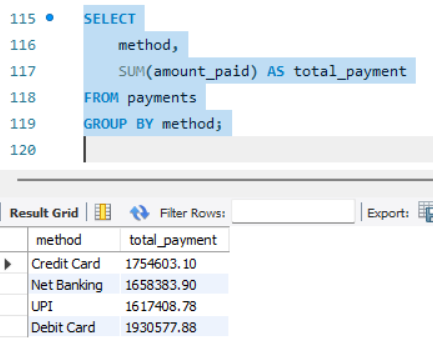 115 SELECT
116 method,
117 SUM(amount_paid) AS total_payment
118 FROM payments
119 GROUP BY method;
120
Result Grid Filter Rows: Export:
method total_payment
Credit Card 1754603.10
Net Banking 1658383.90
UPI 1617408.78
Debit Card 1930577.88